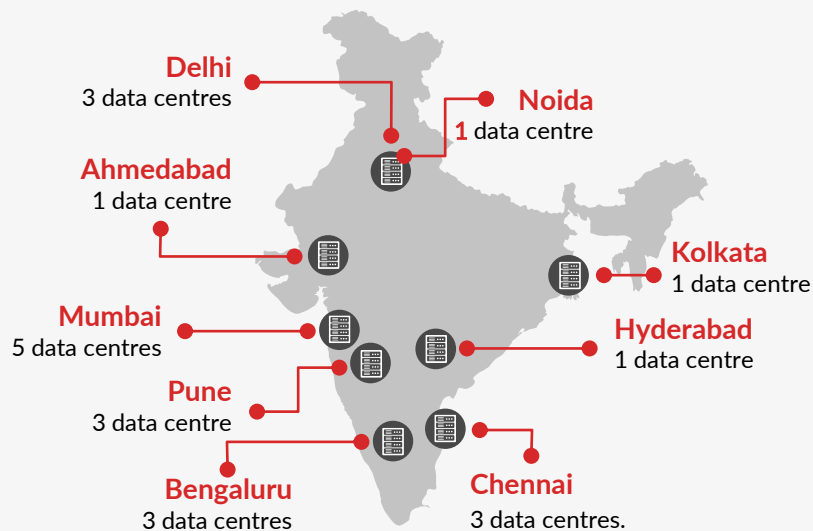 Delhi
3 data centres
Noida
1 data centre
Ahmedabad
1 data centre
Kolkata
1 data centre
Mumbai
5 data centres
Hyderabad
1 data centre
Pune
3 data centre
Bengaluru
3 data centres
Chennai
3 data centres.